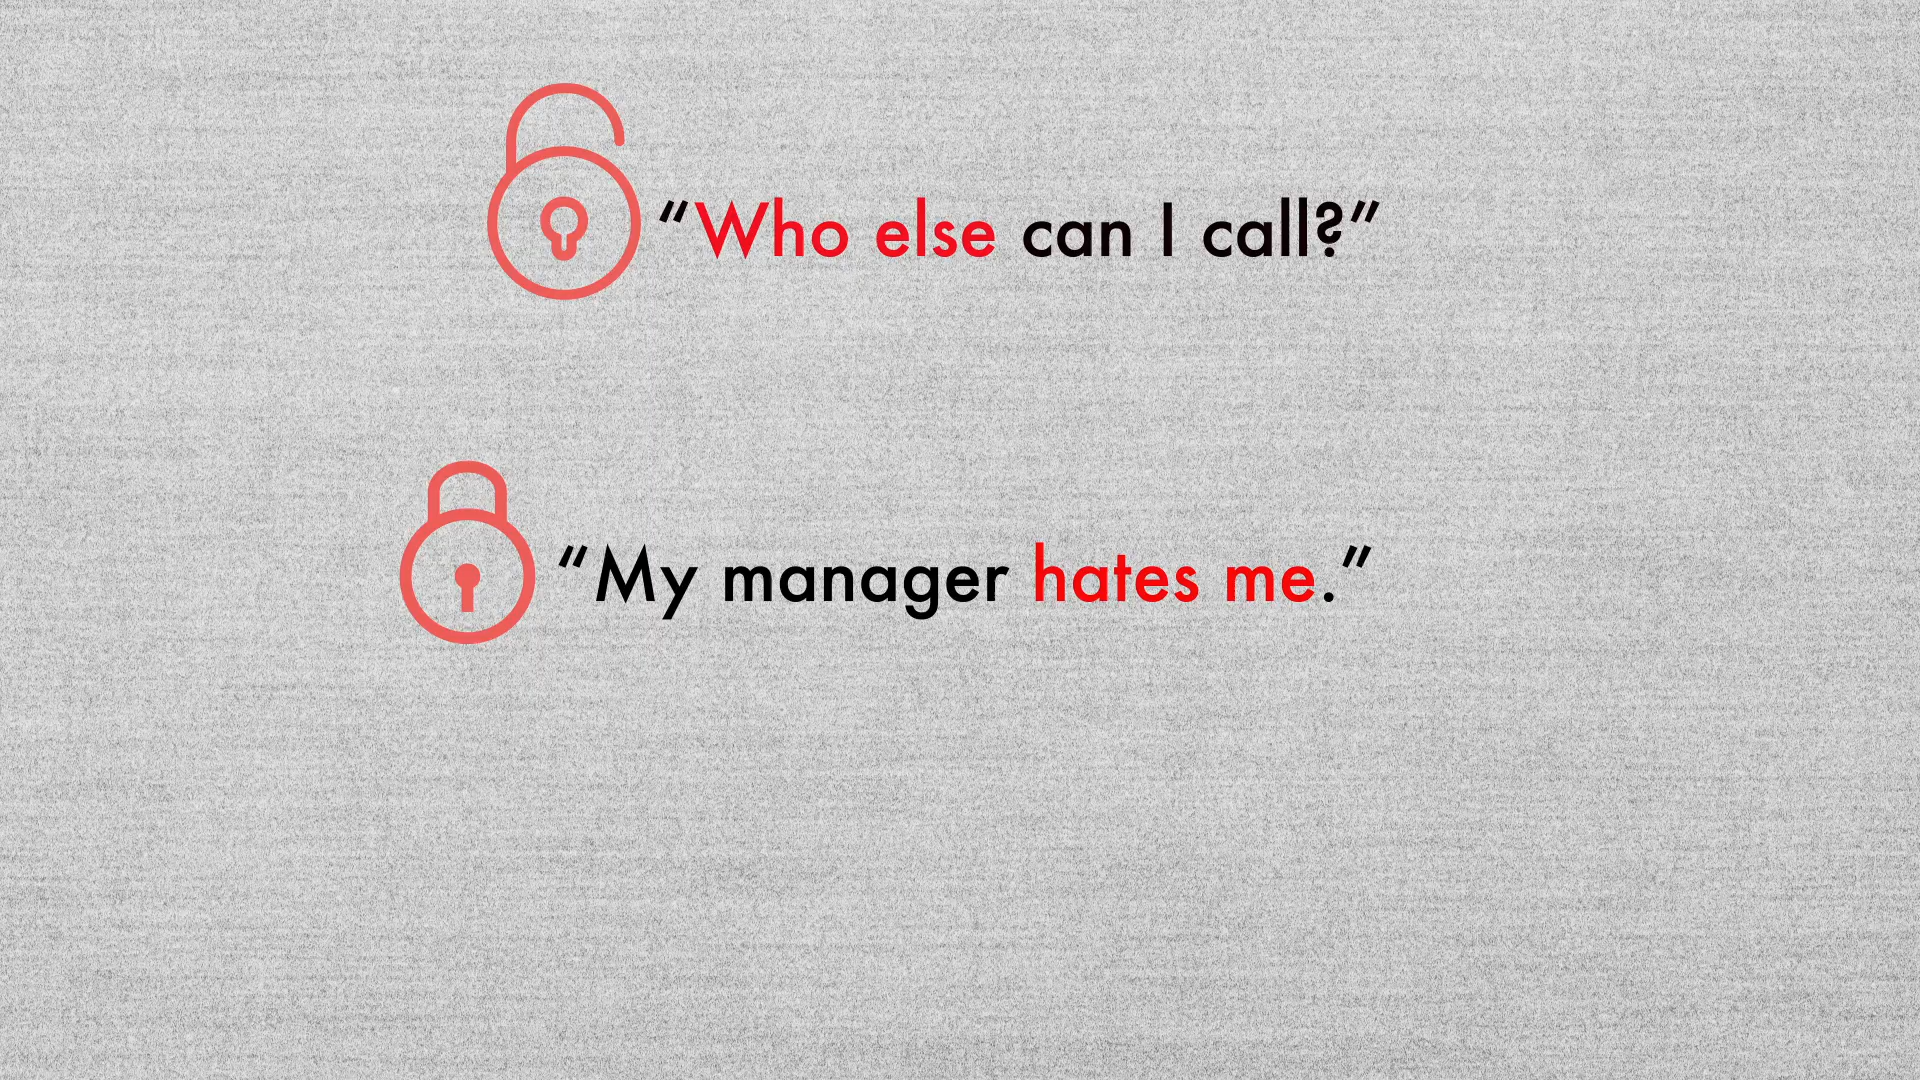 “Who else can I call?”
“My manager hates me.”